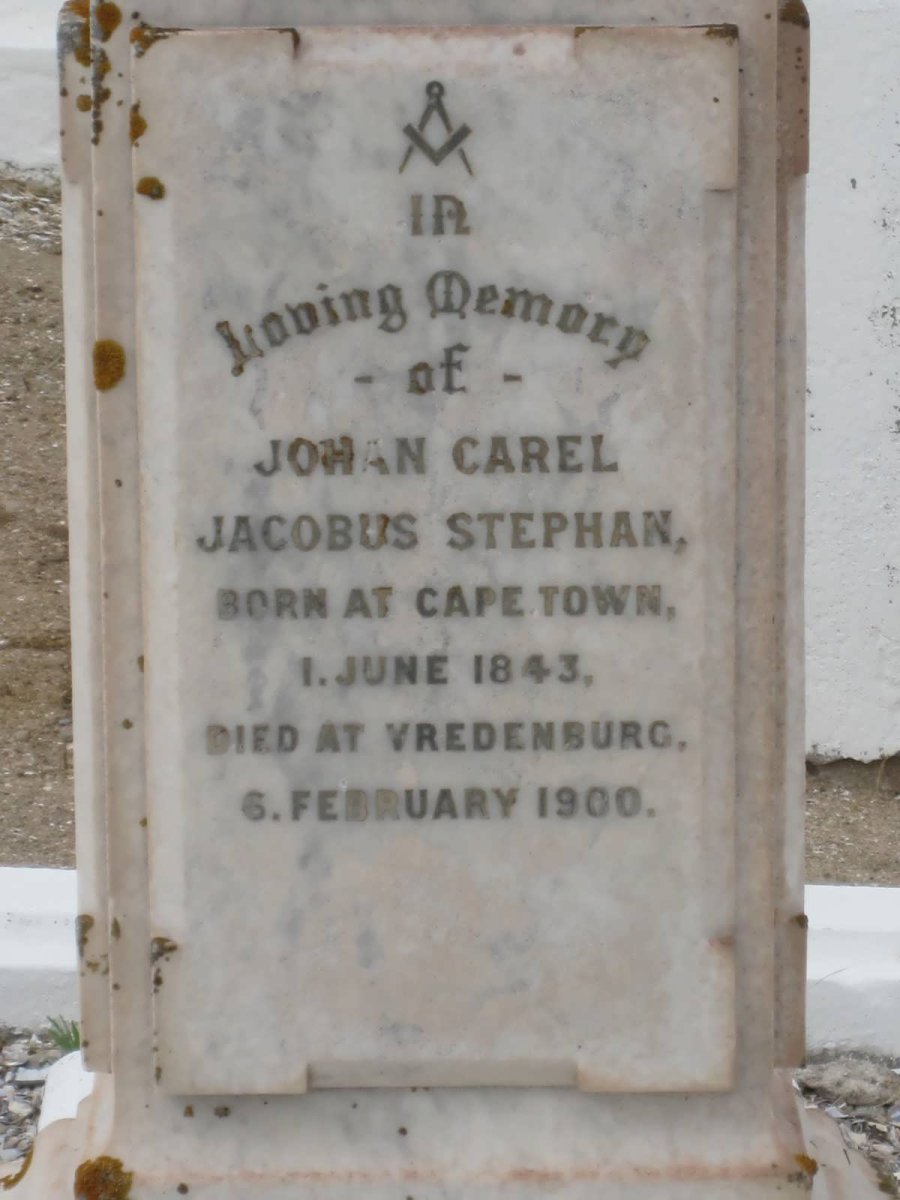 IN
Loving Memory
- of -
JOHAN CAREL
JACOBUS STEPHAN,
BORN AT CAPE TOWN,
1. JUNE 1843,
DIED AT VREDENBURG,
6. FEBRUARY 1900.